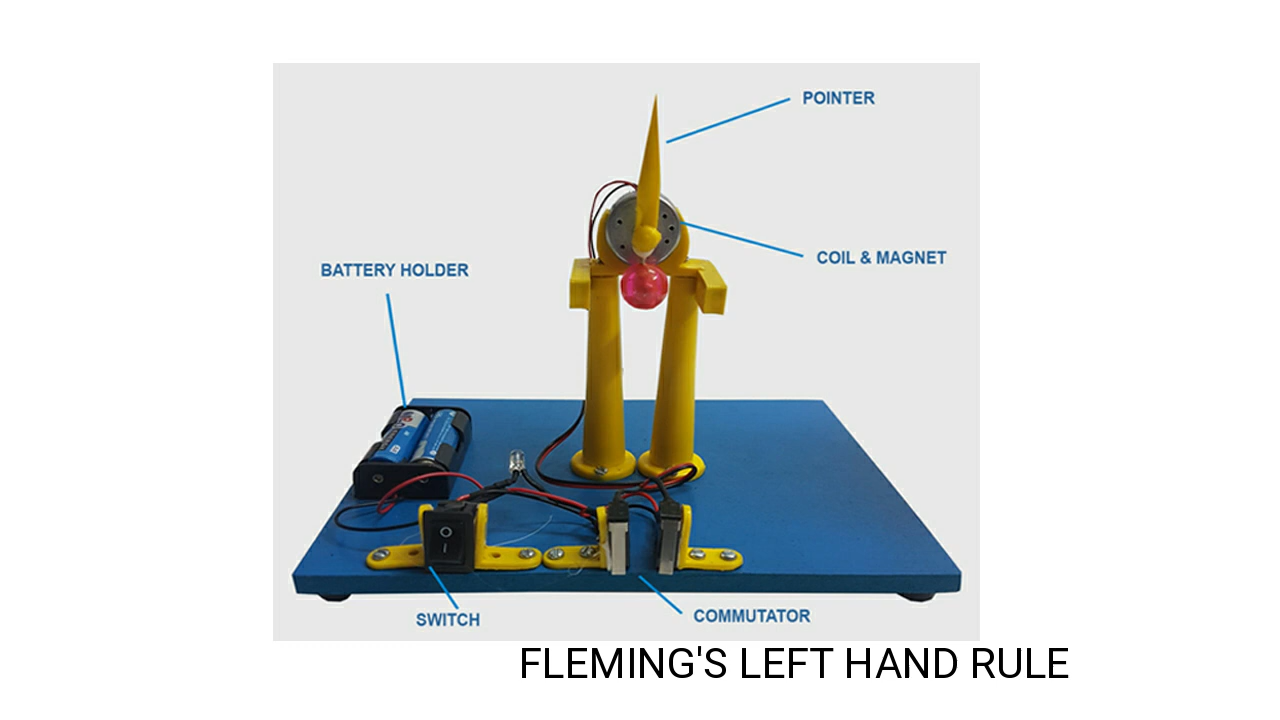 POINTER
COIL & MAGNET
BATTERY HOLDER
SWITCH
COMMUTATOR
FLEMING'S LEFT HAND RULE